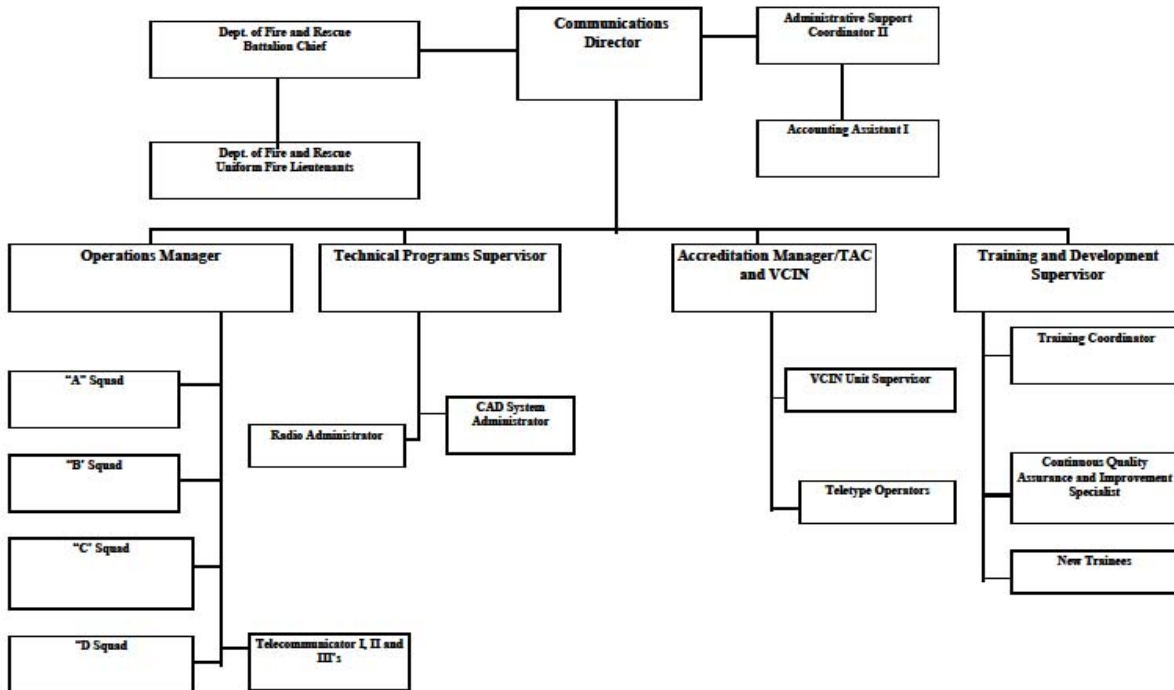 Dept. of Fire and Rescue
Battalion Chief
Communications
Director
Administrative Support
Coordinator II
Dept. of Fire and Rescue
Uniform Fire Lieutenants
Accounting Assistant I
Operations Manager
Technical Programs Supervisor
Accreditation Manager/TAC
and VCIN
Training and Development
Supervisor
"A" Squad
"B' Squad
"C' Squad
"D Squad
Telecommunicator I, II and
III's
Radio Administrator
CAD System
Administrator
VCIN Unit Supervisor
Teletype Operators
Training Coordinator
Continuous Quality
Assurance and Improvement
Specialist
New Trainees